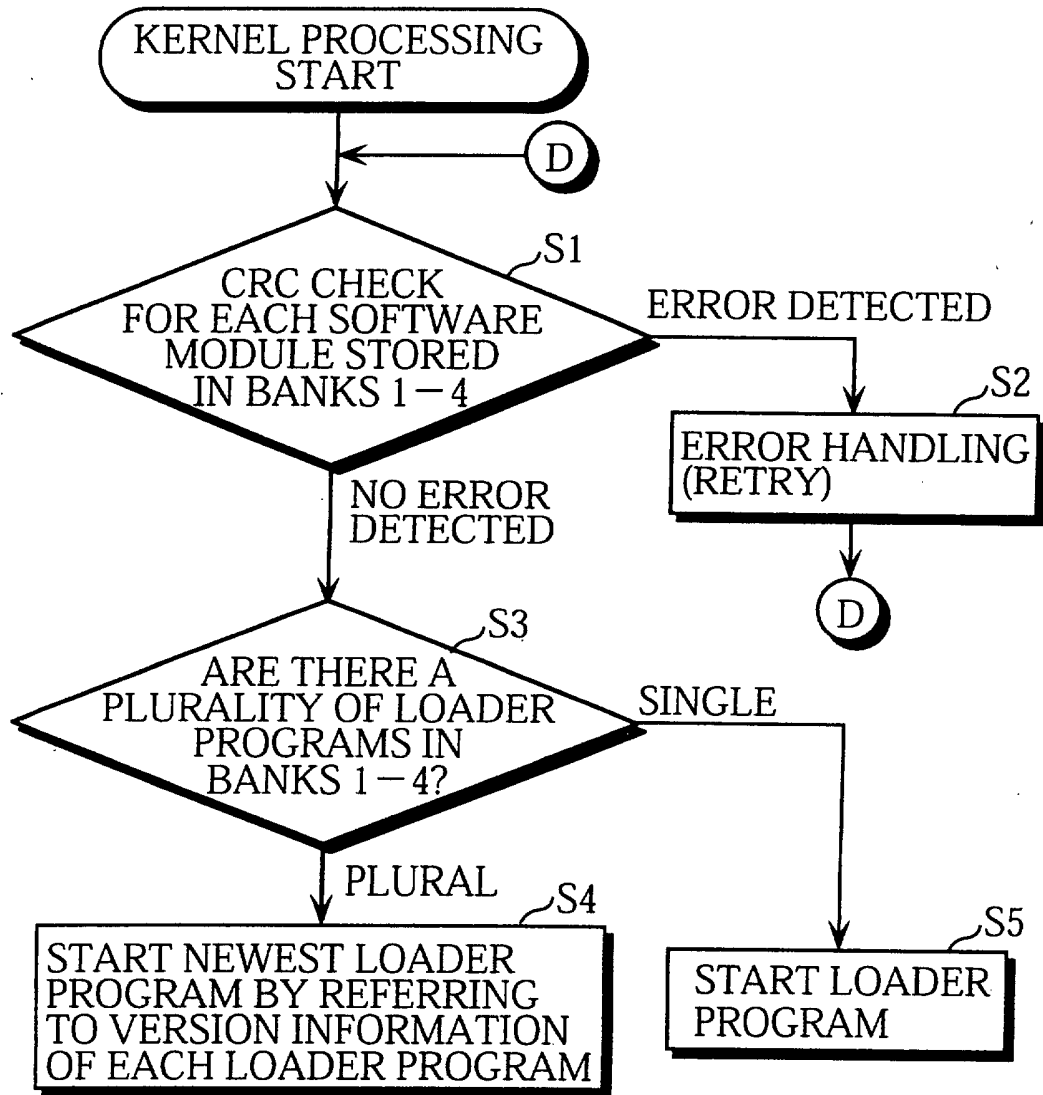 KERNEL PROCESSING
START
D
S1
CRC CHECK
FOR EACH SOFTWARE
MODULE STORED
IN BANKS 1－4
ERROR DETECTED
S2
ERROR HANDLING
(RETRY)
D
NO ERROR
DETECTED
S3
ARE THERE A
PLURALITY OF LOADER
PROGRAMS IN
BANKS 1－4?
SINGLE
PLURAL
S4
START NEWEST LOADER
PROGRAM BY REFERRING
TO VERSION INFORMATION
OF EACH LOADER PROGRAM
S5
START LOADER
PROGRAM